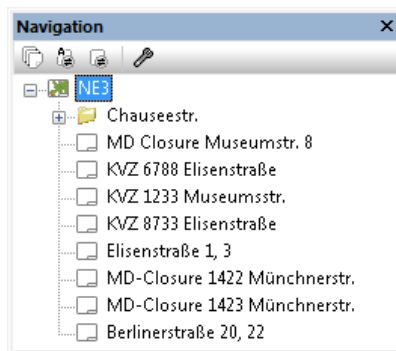 Navigation
NE3
Chauseestr.
MD Closure Museumstr. 8
KVZ 6788 Elisenstraße
KVZ 1233 Museumsstr.
KVZ 8733 Elisenstraße
Elisenstraße 1, 3
MD-Closure 1422 Münchnerstr.
MD-Closure 1423 Münchnerstr.
Berlinerstraße 20, 22